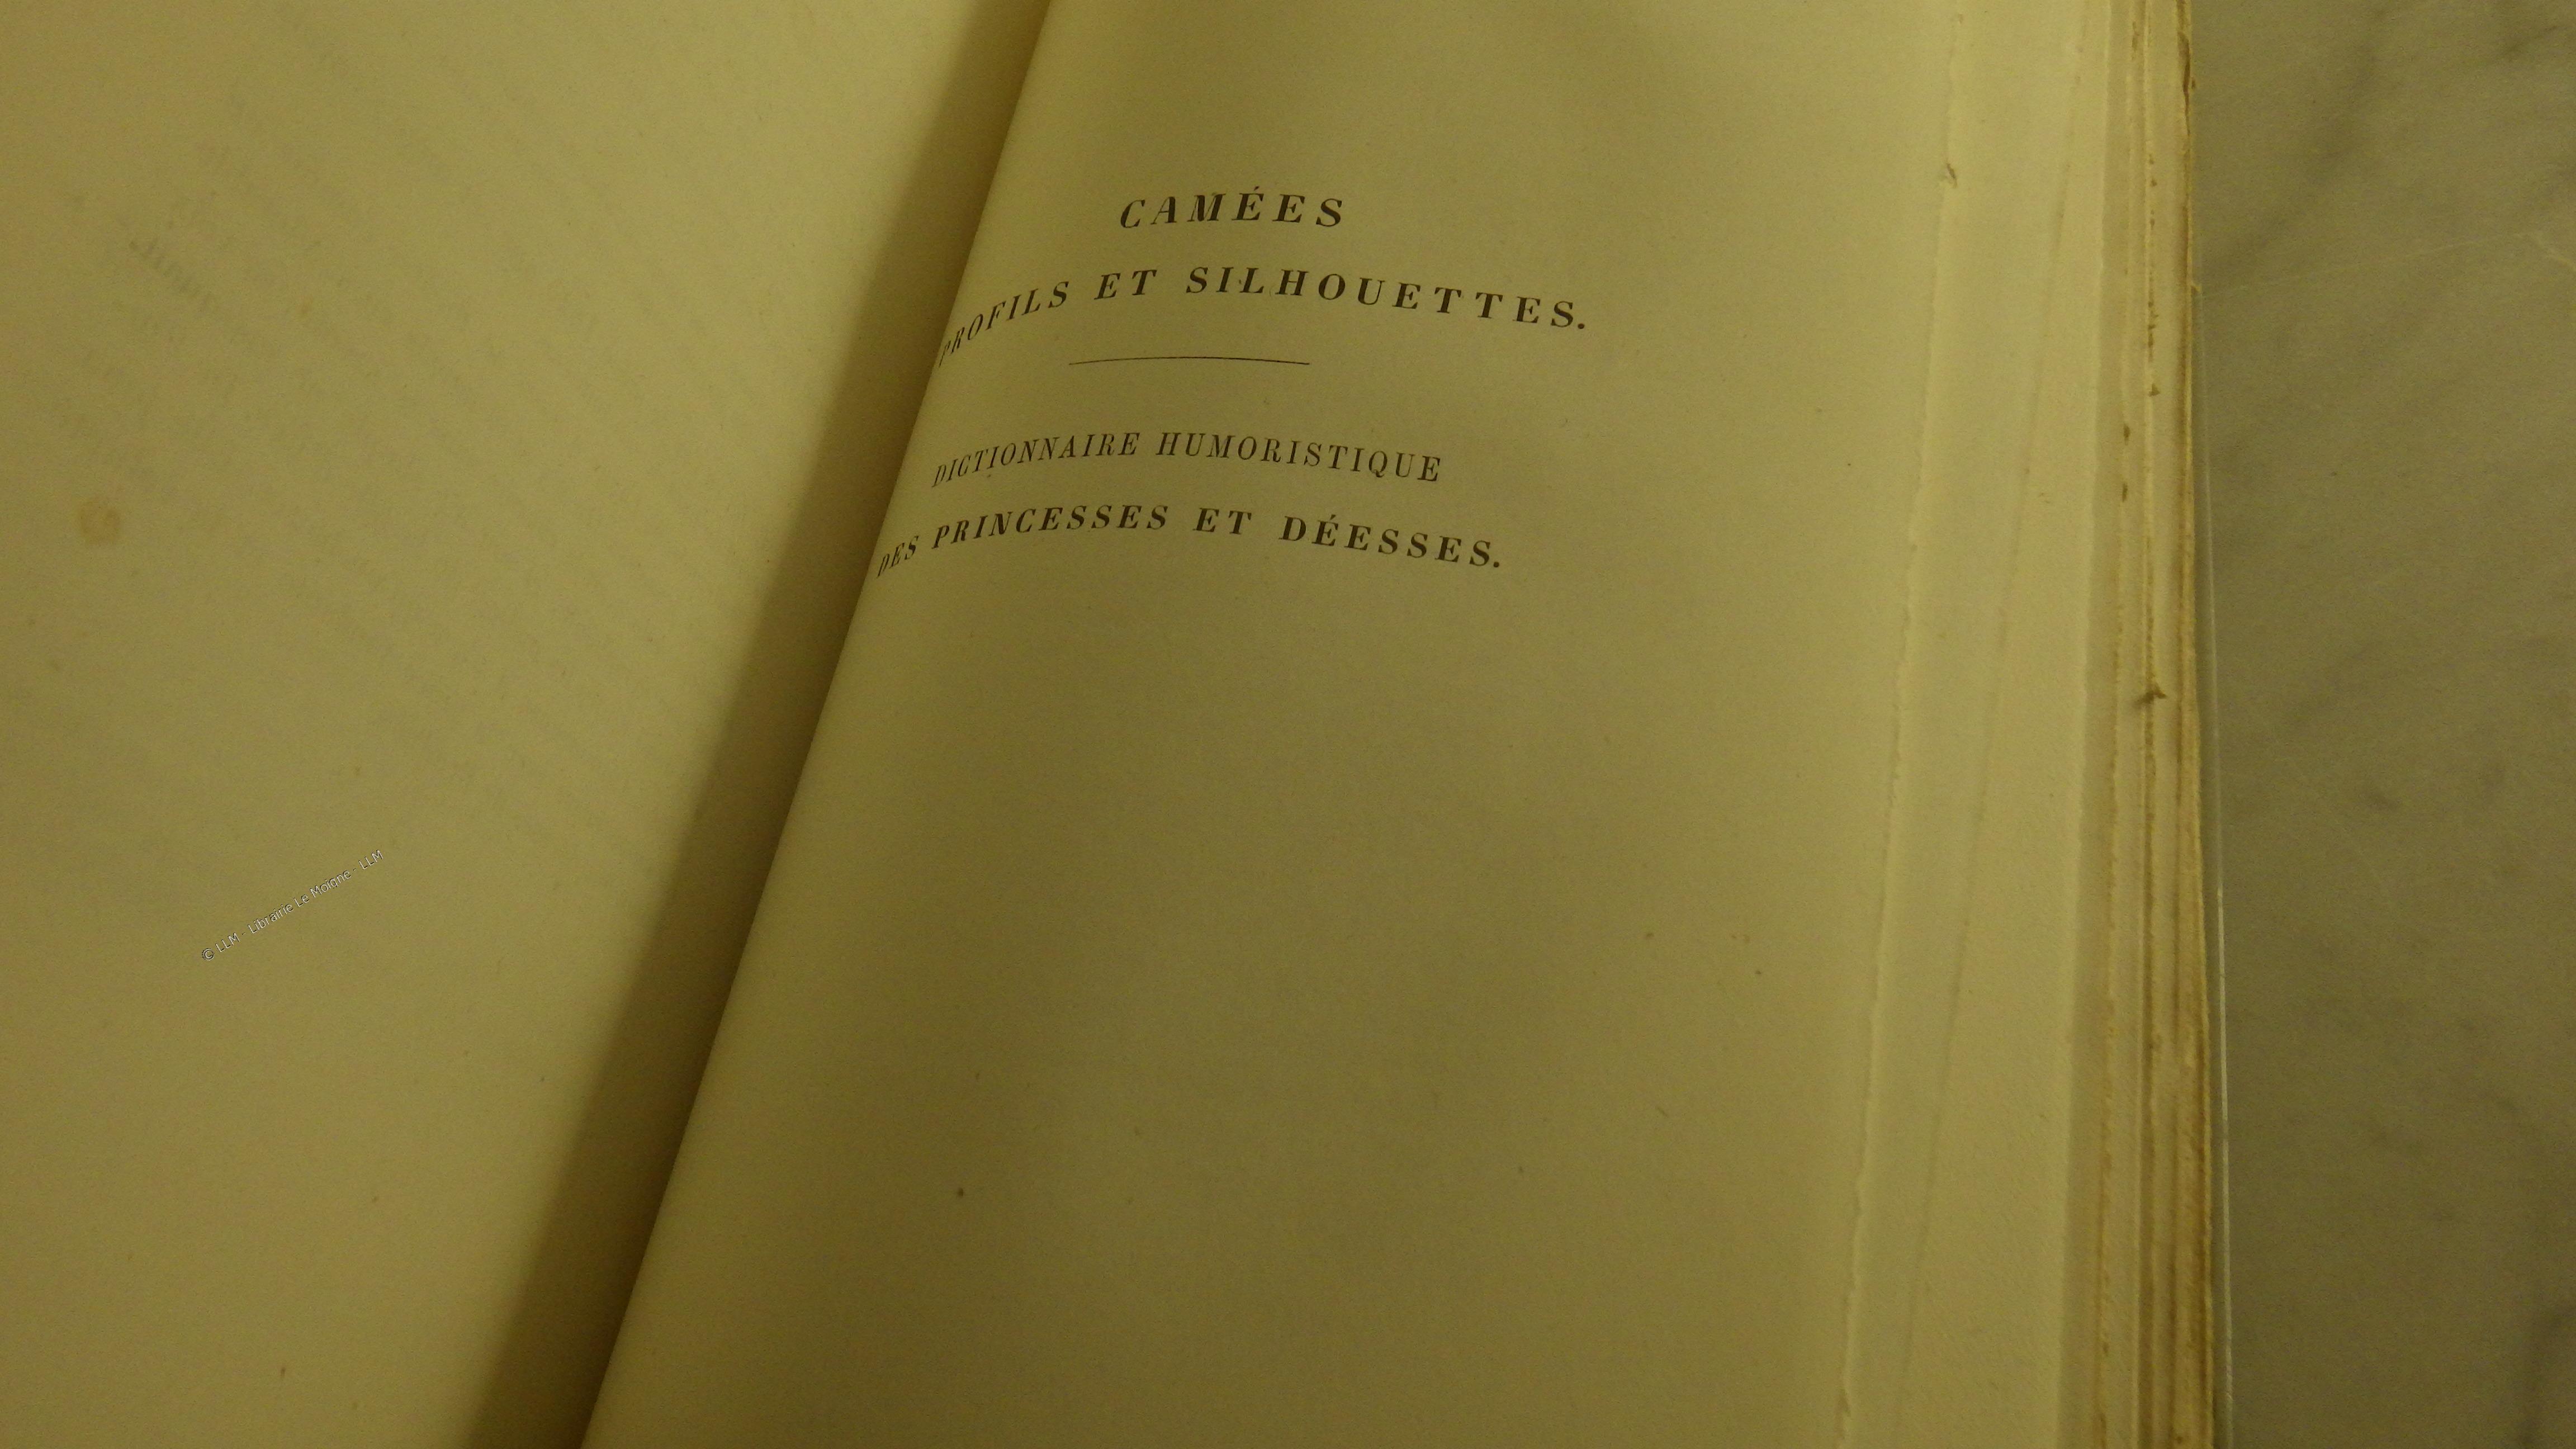 CAMÉES
PROFILS ET SILHOUETTES.
DICTIONNAIRE HUMORISTIQUE
DES PRINCESSES ET DÉESSES.
© LLM - Librairie Le Moigne - LLM